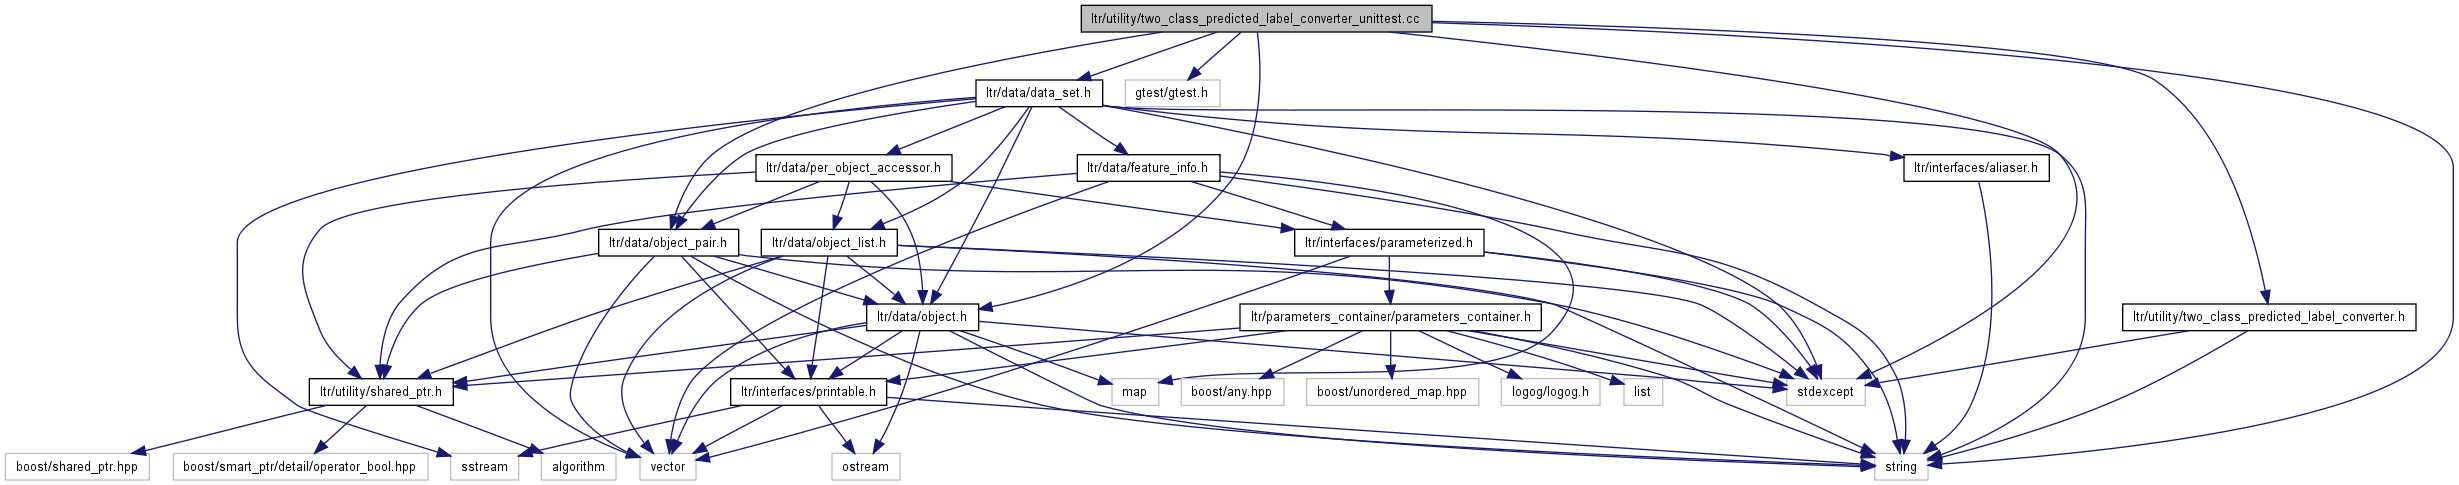 ltr/utility/two_class_predicted_label_converter_unittest.cc
ltr/data/data_set.h
gtest/gtest.h
ltr/data/per_object_accessor.h
ltr/data/feature_info.h
ltr/interfaces/aliaser.h
ltr/data/object_pair.h
ltr/data/object_list.h
ltr/interfaces/parameterized.h
ltr/data/object.h
ltr/parameters_container/parameters_container.h
ltr/utility/two_class_predicted_label_converter.h
ltr/utility/shared_ptr.h
ltr/interfaces/printable.h
map
boost/any.hpp
boost/unordered_map.hpp
logog/logog.h
list
stdexcept
boost/shared_ptr.hpp
boost/smart_ptr/detail/operator_bool.hpp
sstream
algorithm
vector
ostream
string